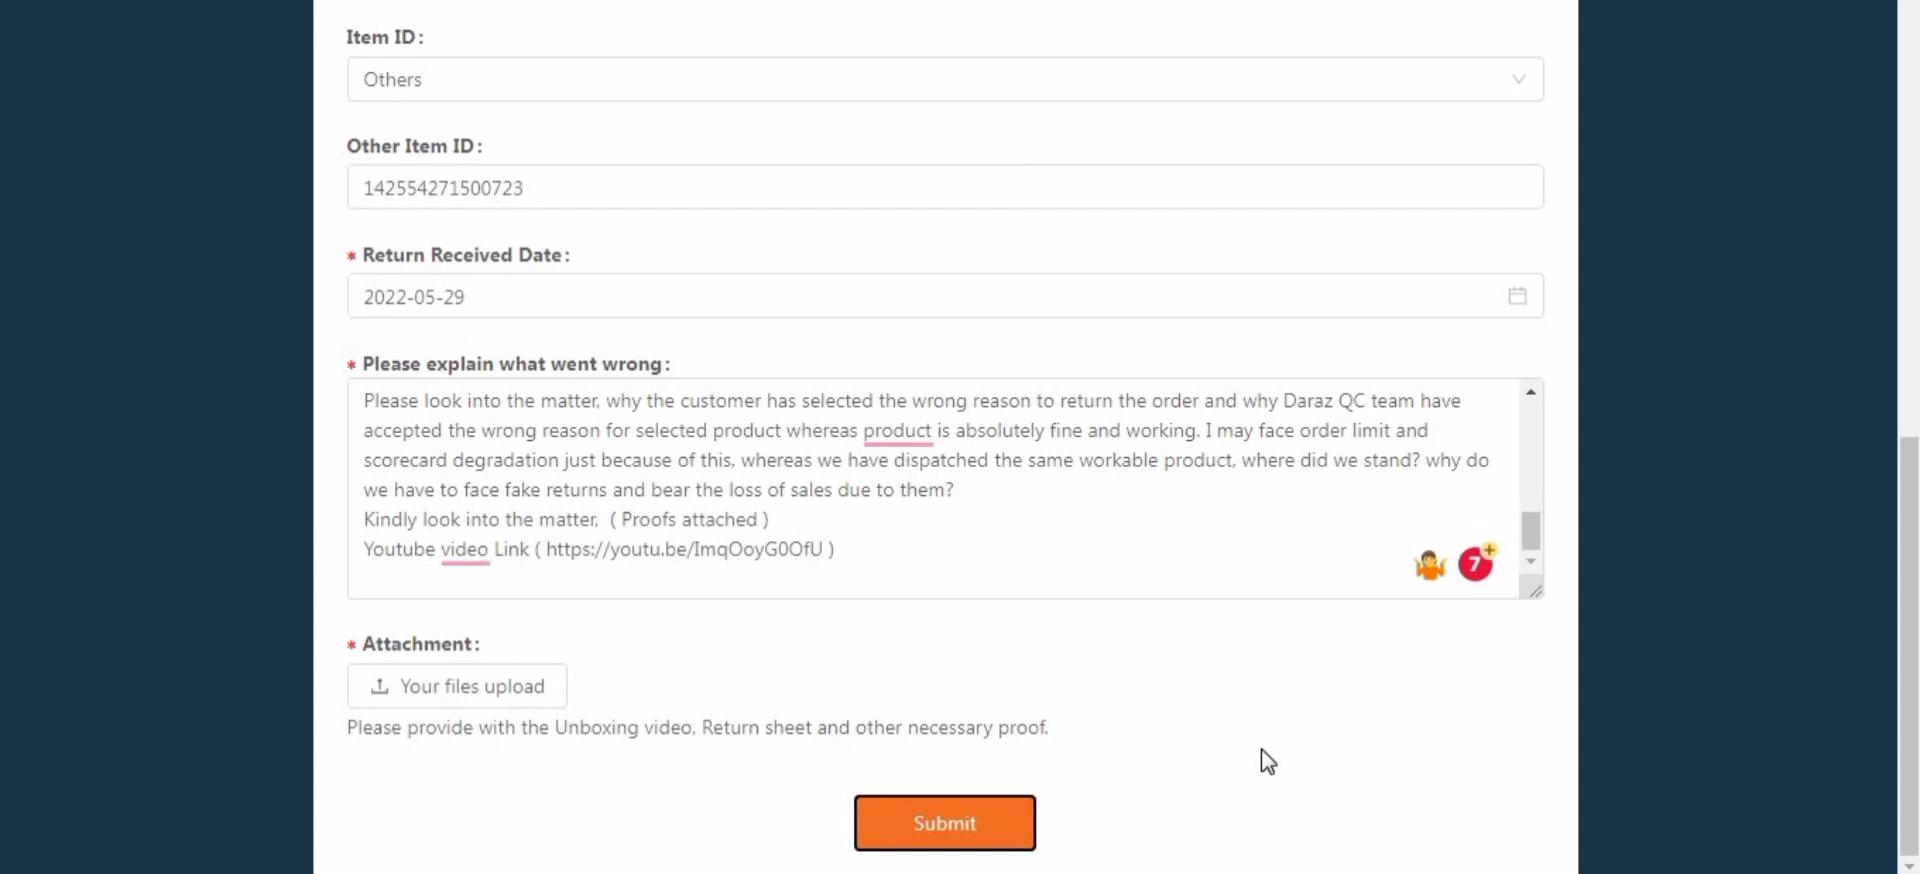 Item ID:
Others
Other Item ID:
142554271500723
* Return Received Date:
2022-05-29
* Please explain what went wrong:
Please look into the matter, why the customer has selected the wrong reason to return the order and why Daraz QC team have
accepted the wrong reason for selected product whereas product is absolutely fine and working. I may face order limit and
scorecard degradation just because of this, whereas we have dispatched the same workable product, where did we stand? why do
we have to face fake returns and bear the loss of sales due to them?
Kindly look into the matter, ( Proofs attached )
Youtube video Link ( https://youtu.be/ImqOoyG0OfU )
7
* Attachment:
Your files upload
Please provide with the Unboxing video, Return sheet and other necessary proof.
Submit